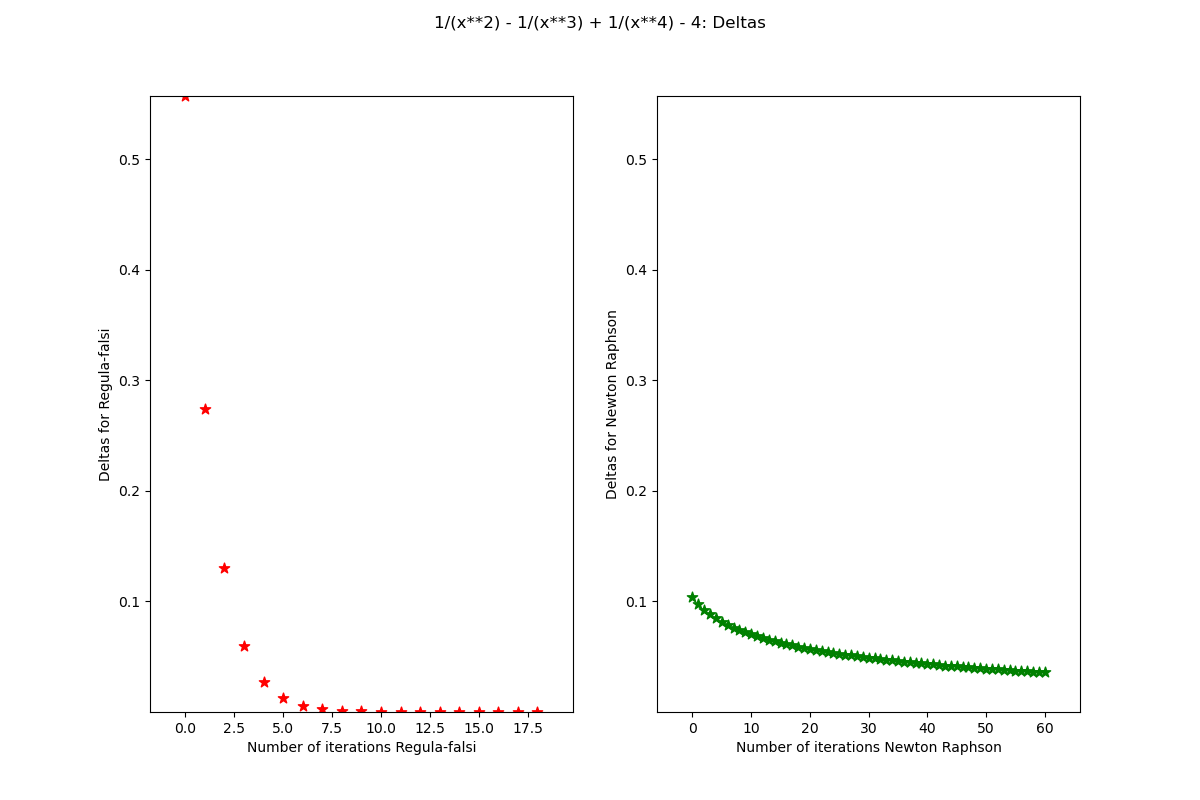 1/(x**2) - 1/(x**3) + 1/(x**4) - 4: Deltas
Deltas for Regula-falsi
0.5
0.4
0.3
0.2
0.1
0.0 2.5 5.0 7.5 10.0 12.5 15.0 17.5
Number of iterations Regula-falsi
Deltas for Newton Raphson
0.5
0.4
0.3
0.2
0.1
0 10 20 30 40 50 60
Number of iterations Newton Raphson